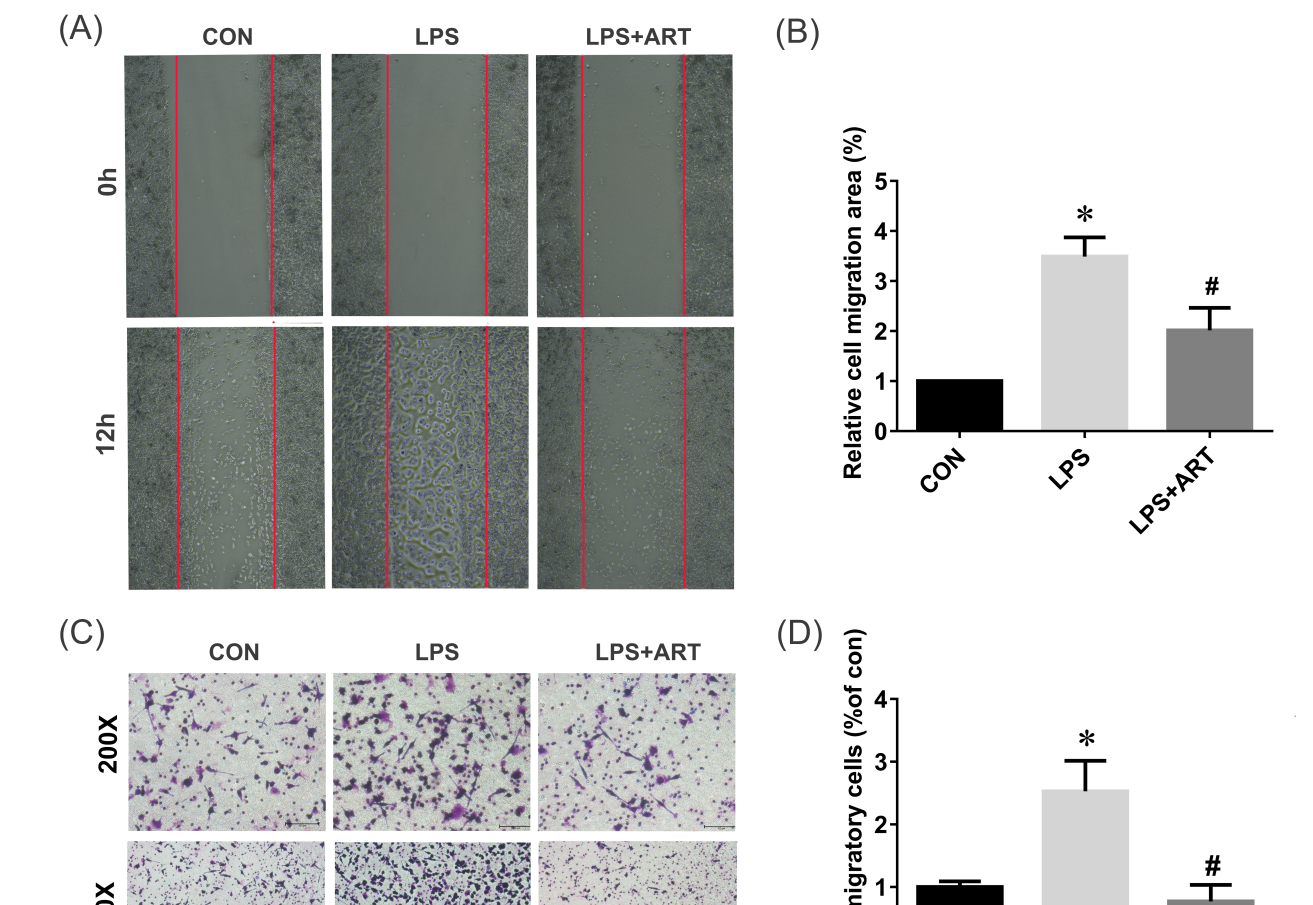 (A)
CON LPS LPS+ART
0h
12h
(B)
Relative cell migration area (%)
5
4
3
2
1
0
*
#
CON LPS LPS+ART
(C)
CON LPS LPS+ART
200X
0X
(D)
migratory cells (%of con)
4
3
2
1
*
#